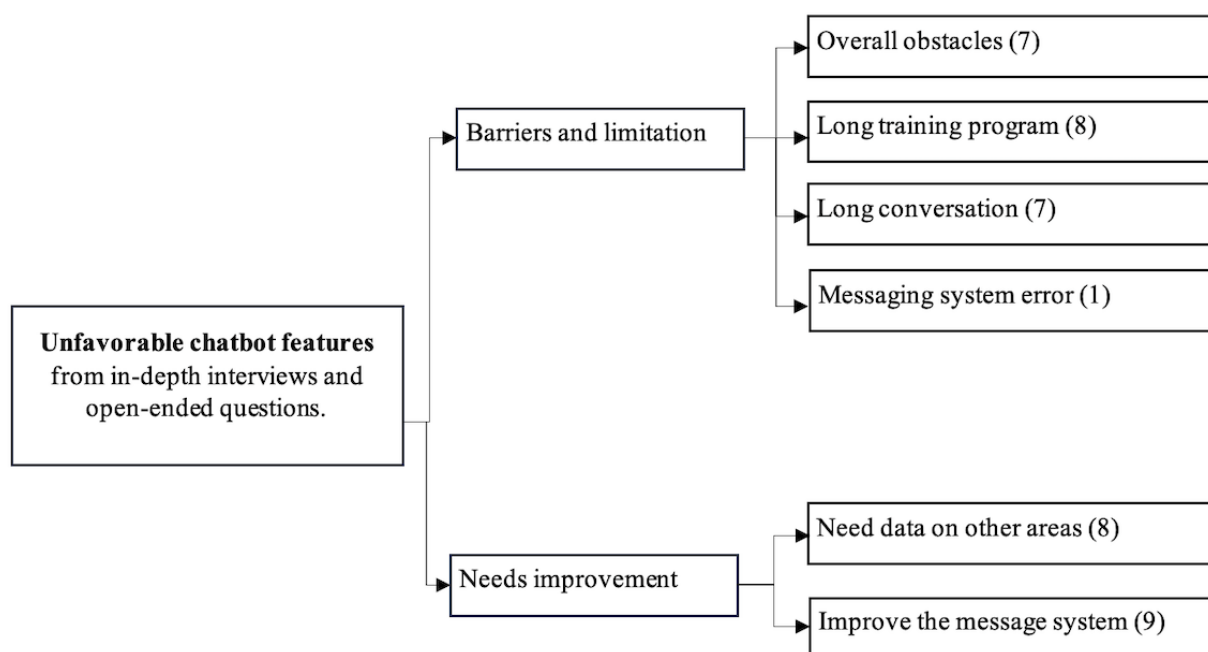 Overall obstacles (7)
Barriers and limitation
Long training program (8)
Long conversation (7)
Messaging system error (1)
Unfavorable chatbot features
from in-depth interviews and
open-ended questions.
Need data on other areas (8)
Needs improvement
Improve the message system (9)